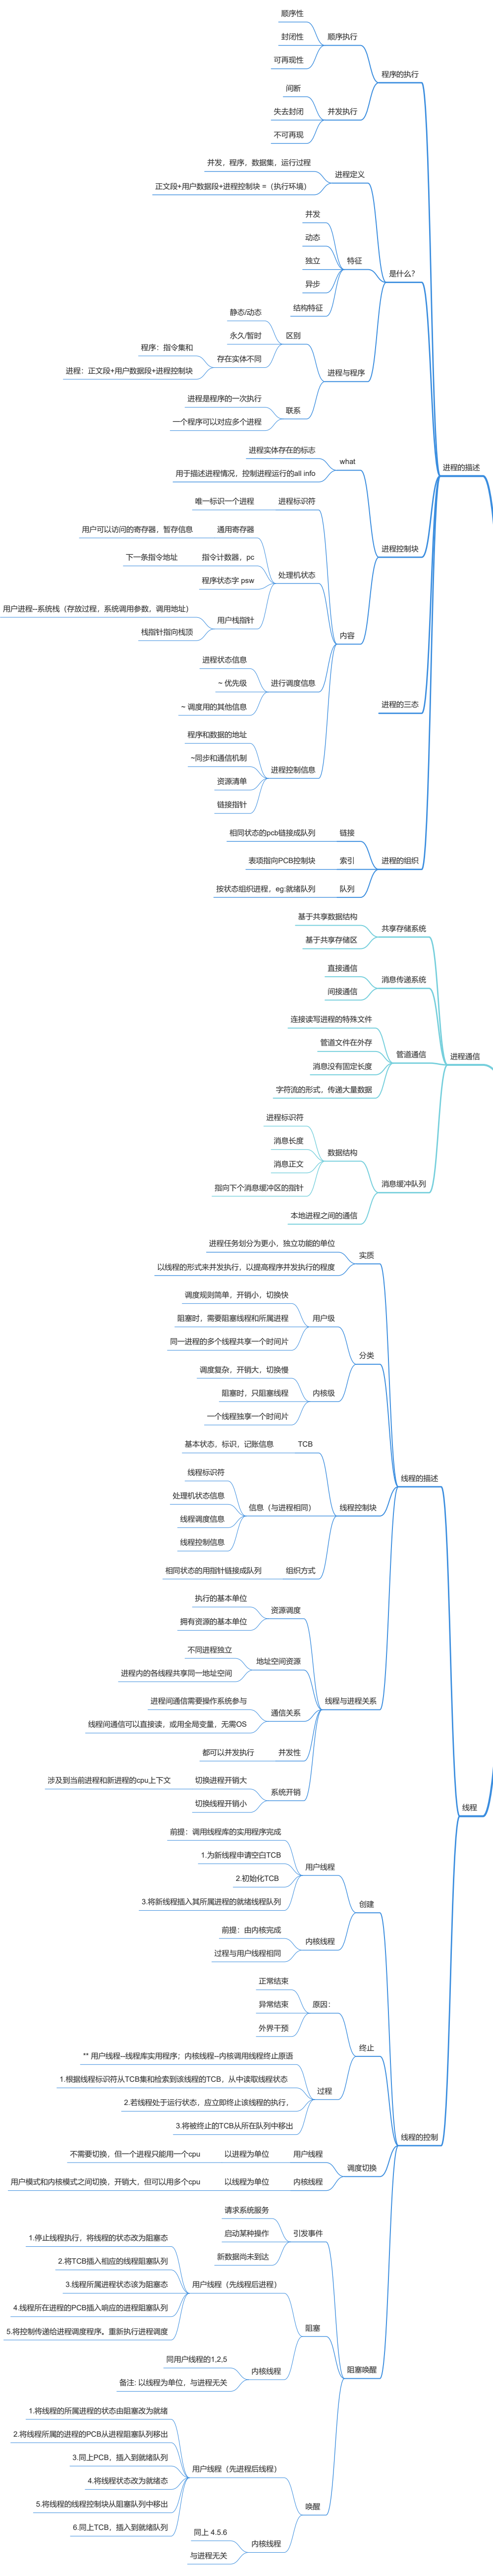 顺序性
封闭性
顺序执行
可再现性
程序的执行
间断
失去封闭
并发执行
不可再现
并发，程序，数据集，运行过程
进程定义
正文段+用户数据段+进程控制块 =（执行环境）
并发
动态
独立
特征
是什么？
异步
结构特征
静态/动态
永久/暂时
区别
程序：指令集和
存在实体不同
进程：正文段+用户数据段+进程控制块
进程与程序
进程是程序的一次执行
联系
一个程序可以对应多个进程
进程的描述
进程实体存在的标志
what
用于描述进程情况，控制进程运行的all info
唯一标识一个进程
进程标识符
用户可以访问的寄存器，暂存信息
通用寄存器
进程控制块
下一条指令地址
指令计数器，pc
处理机状态
程序状态字 psw
用户进程--系统栈（存放过程，系统调用参数，调用地址）
用户栈指针
栈指针指向栈顶
内容
进程状态信息
~ 优先级
进行调度信息
~ 调度用的其他信息
进程的三态
程序和数据的地址
~同步和通信机制
进程控制信息
资源清单
链接指针
相同状态的pcb链接成队列
链接
表项指向PCB控制块
索引
进程的组织
按状态组织进程，eg:就绪队列
队列
基于共享数据结构
共享存储系统
基于共享存储区
直接通信
消息传递系统
间接通信
连接读写进程的特殊文件
管道文件在外存
管道通信
进程通信
消息没有固定长度
字符流的形式，传递大量数据
进程标识符
消息长度
数据结构
消息正文
消息缓冲队列
指向下个消息缓冲区的指针
本地进程之间的通信
进程任务划分为更小，独立功能的单位
实质
以线程的形式来并发执行，以提高程序并发执行的程度
调度规则简单，开销小，切换快
阻塞时，需要阻塞线程和所属进程
用户级
同一进程的多个线程共享一个时间片
分类
调度复杂，开销大，切换慢
阻塞时，只阻塞线程
内核级
一个线程独享一个时间片
基本状态，标识，记账信息
TCB
线程标识符
线程的描述
处理机状态信息
信息（与进程相同）
线程控制块
线程调度信息
线程控制信息
相同状态的用指针链接成队列
组织方式
执行的基本单位
资源调度
拥有资源的基本单位
不同进程独立
地址空间资源
进程内的各线程共享同一地址空间
进程间通信需要操作系统参与
线程与进程关系
通信关系
线程间通信可以直接读，或用全局变量，无需OS
都可以并发执行
并发性
涉及到当前进程和新进程的cpu上下文
切换进程开销大
系统开销
切换线程开销小
线程
前提：调用线程库的实用程序完成
1.为新线程申请空白TCB
用户线程
2.初始化TCB
3.将新线程插入其所属进程的就绪线程队列
创建
前提：由内核完成
内核线程
过程与用户线程相同
正常结束
异常结束
原因：
外界干预
终止
** 用户线程--线程库实用程序；内核线程--内核调用线程终止原语
1.根据线程标识符从TCB集和检索到该线程的TCB，从中读取线程状态
过程
2.若线程处于运行状态，应立即终止该线程的执行，
3.将被终止的TCB从所在队列中移出
线程的控制
不需要切换，但一个进程只能用一个cpu
以进程为单位
用户线程
调度切换
用户模式和内核模式之间切换，开销大，但可以用多个cpu
以线程为单位
内核线程
请求系统服务
启动某种操作
引发事件
新数据尚未到达
1.停止线程执行，将线程的状态改为阻塞态
2.将TCB插入相应的线程阻塞队列
3.线程所属进程状态该为阻塞态
用户线程（先线程后进程）
4.线程所在进程的PCB插入响应的进程阻塞队列
阻塞
5.将控制传给进程调度程序。重新执行进程调度
同用户线程的1,2,5
内核线程
阻塞唤醒
备注: 以线程为单位，与进程无关
1.将线程的所属进程的状态由阻塞改为就绪
2.将线程所属的进程的PCB从进程阻塞队列移出
3.同上PCB，插入到就绪队列
用户线程（先进程后线程）
4.将线程状态改为就绪态
5.将线程的线程控制块从阻塞队列中移出
唤醒
6.同上TCB，插入到就绪队列
同上 4.5.6
内核线程
与进程无关